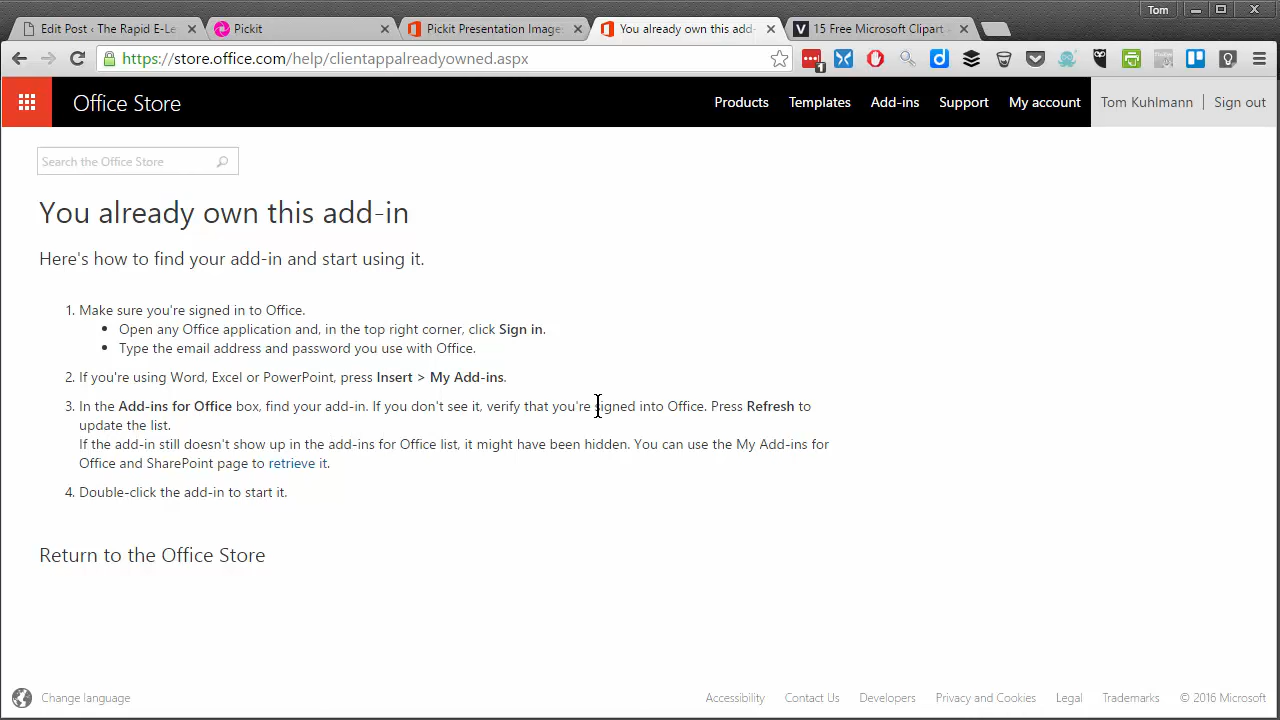 Tom
Edit Post ‹ The Rapid E-Le
Pickit
Pickit Presentation Image
You already own this add-
15 Free Microsoft Clipart
https://store.office.com/help/clientappalreadyowned.aspx
1
Office Store
Products
Templates
Add-ins
Support
My account
Tom Kuhlmann
Sign out
Search the Office Store
You already own this add-in
Here's how to find your add-in and start using it.
1. Make sure you're signed in to Office.
• Open any Office application and, in the top right corner, click Sign in.
• Type the email address and password you use with Office.
2. If you're using Word, Excel or PowerPoint, press Insert > My Add-ins.
3. In the Add-ins for Office box, find your add-in. If you don't see it, verify that you're signed into Office. Press Refresh to
update the list.
If the add-in still doesn't show up in the add-ins for Office list, it might have been hidden. You can use the My Add-ins for
Office and SharePoint page to retrieve it.
4. Double-click the add-in to start it.
Return to the Office Store
Change language
Accessibility
Contact Us
Developers
Privacy and Cookies
Legal
Trademarks
© 2016 Microsoft